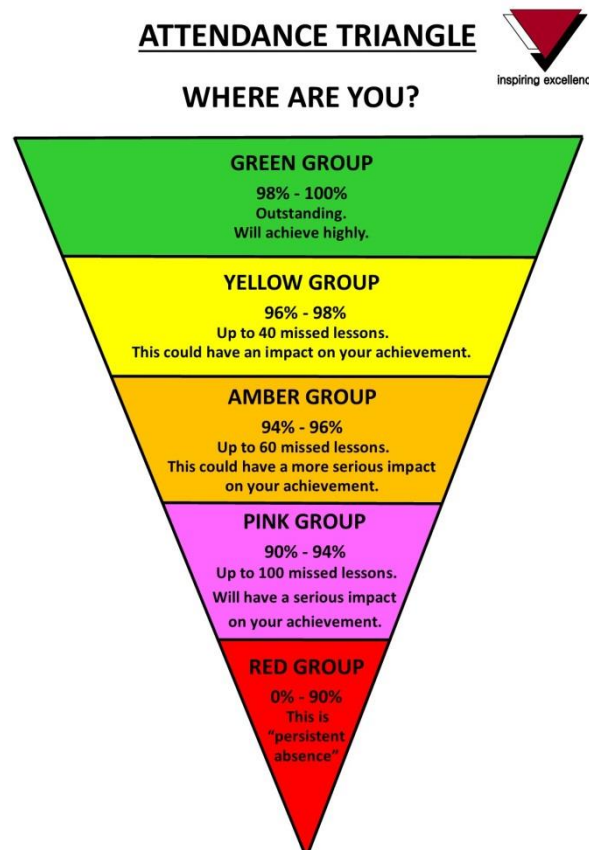 ATTENDANCE TRIANGLE
inspiring excellenc
WHERE ARE YOU?
GREEN GROUP
98% - 100%
Outstanding.
Will achieve highly.
YELLOW GROUP
96% - 98%
Up to 40 missed lessons.
This could have an impact on your achievement.
AMBER GROUP
94% - 96%
Up to 60 missed lessons.
This could have a more serious impact
on your achievement.
PINK GROUP
90% - 94%
Up to 100 missed lessons.
Will have a serious impact
on your achievement.
RED GROUP
0% - 90%
This is
“persistent
absence”